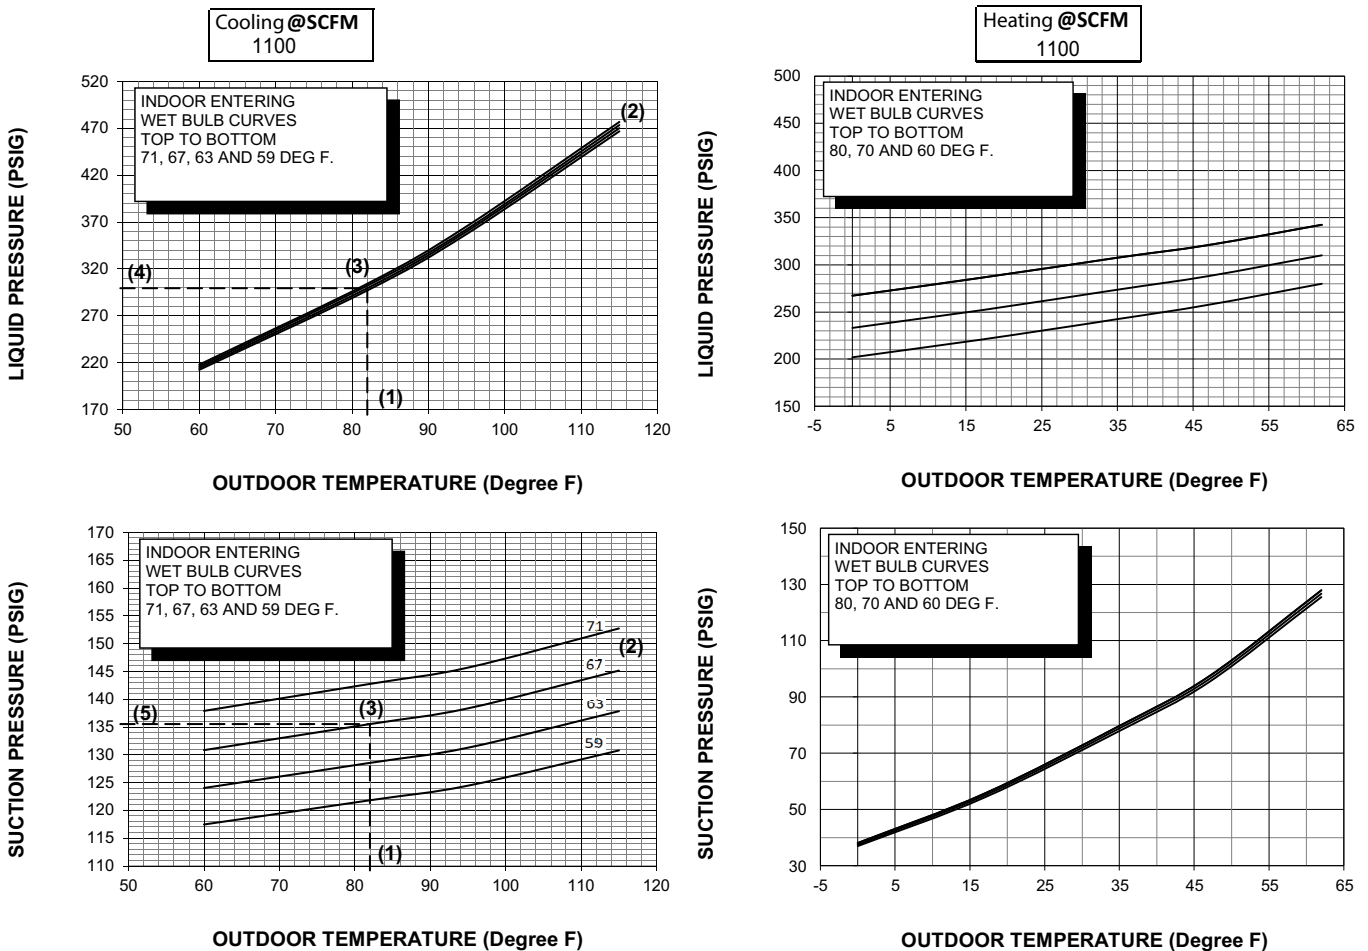 Cooling @SCFM
1100
Heating @SCFM
1100
LIQUID PRESSURE (PSIG)
520
470
420
370
320
270
220
170
INDOOR ENTERING
WET BULB CURVES
TOP TO BOTTOM
71, 67, 63 AND 59 DEG F.
(2)
(3)
(4)
(1)
50 60 70 80 90 100 110 120
OUTDOOR TEMPERATURE (Degree F)
LIQUID PRESSURE (PSIG)
500
450
400
350
300
250
200
150
INDOOR ENTERING
WET BULB CURVES
TOP TO BOTTOM
80, 70 AND 60 DEG F.
-5 5 15 25 35 45 55 65
OUTDOOR TEMPERATURE (Degree F)
SUCTION PRESSURE (PSIG)
170
165
160
155
150
145
140
135
130
125
120
115
110
INDOOR ENTERING
WET BULB CURVES
TOP TO BOTTOM
71, 67, 63 AND 59 DEG F.
71
(2)
67
63
59
(3)
(5)
(1)
50 60 70 80 90 100 110 120
OUTDOOR TEMPERATURE (Degree F)
SUCTION PRESSURE (PSIG)
150
130
110
90
70
50
30
INDOOR ENTERING
WET BULB CURVES
TOP TO BOTTOM
80, 70 AND 60 DEG F.
-5 5 15 25 35 45 55 65
OUTDOOR TEMPERATURE (Degree F)